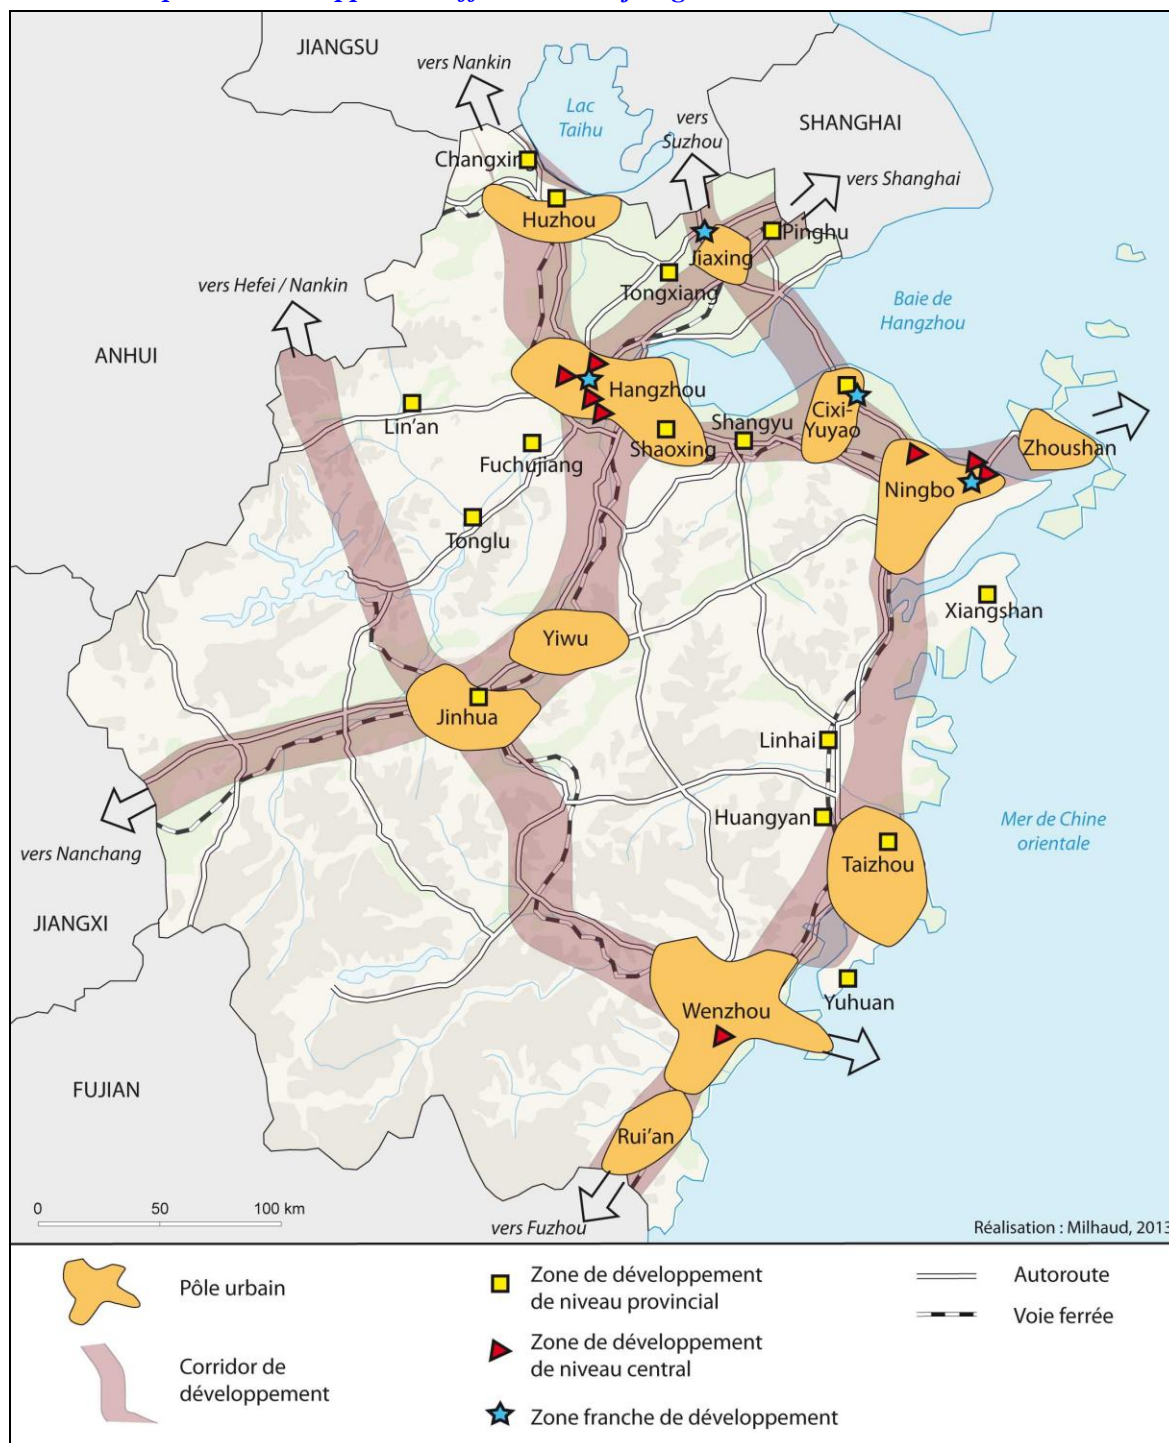 JIANGSU
vers Nankin
Lac
Taihu
vers
Suzhou
SHANGHAI
vers Shanghai
Changxing
Huzhou
Pinghu
Jiaxing
Tongxiang
vers Hefei / Nankin
Baie de
Hangzhou
ANHUI
Hangzhou
Lin'an
Cixi-
Yuyao
Shangyu
Shaoxing
Zhoushan
Fuchujiang
Ningbo
Tonglu
Xiangshan
Yiwu
Jinhua
Linhai
Huangyan
Mer de Chine
orientale
vers Nanchang
Taizhou
JIANGXI
Yuhuan
Wenzhou
FUJIAN
Rui'an
0 50 100 km
vers Fuzhou
Réalisation : Milhaud, 2013
Pôle urbain
Corridor de
développement
Zone de développement
de niveau provincial
Zone de développement
de niveau central
Zone franche de développement
Autoroute
Voie ferrée